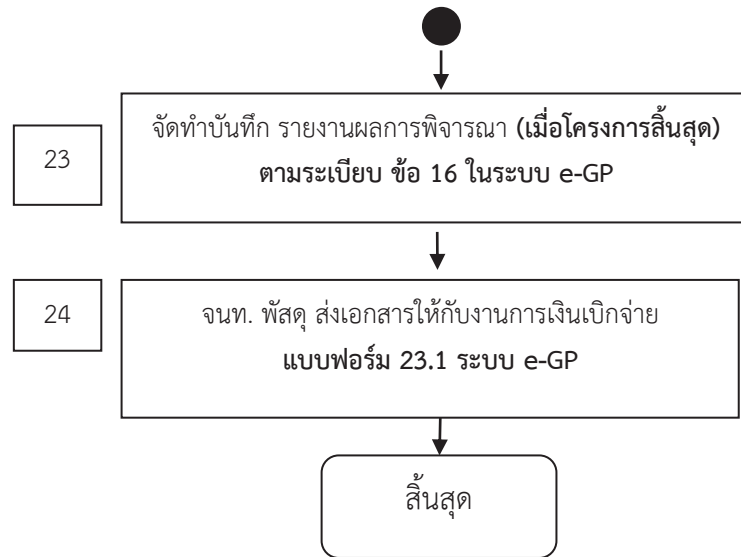 23
จัดทำบันทึก รายงานผลการพิจารณา (เมื่อโครงการสิ้นสุด)
ตามระเบียบ ข้อ 16 ในระบบ e-GP
24
จนท. พัสดุ ส่งเอกสารให้กับงานการเงินเบิกจ่าย
แบบฟอร์ม 23.1 ระบบ e-GP
สิ้นสุด